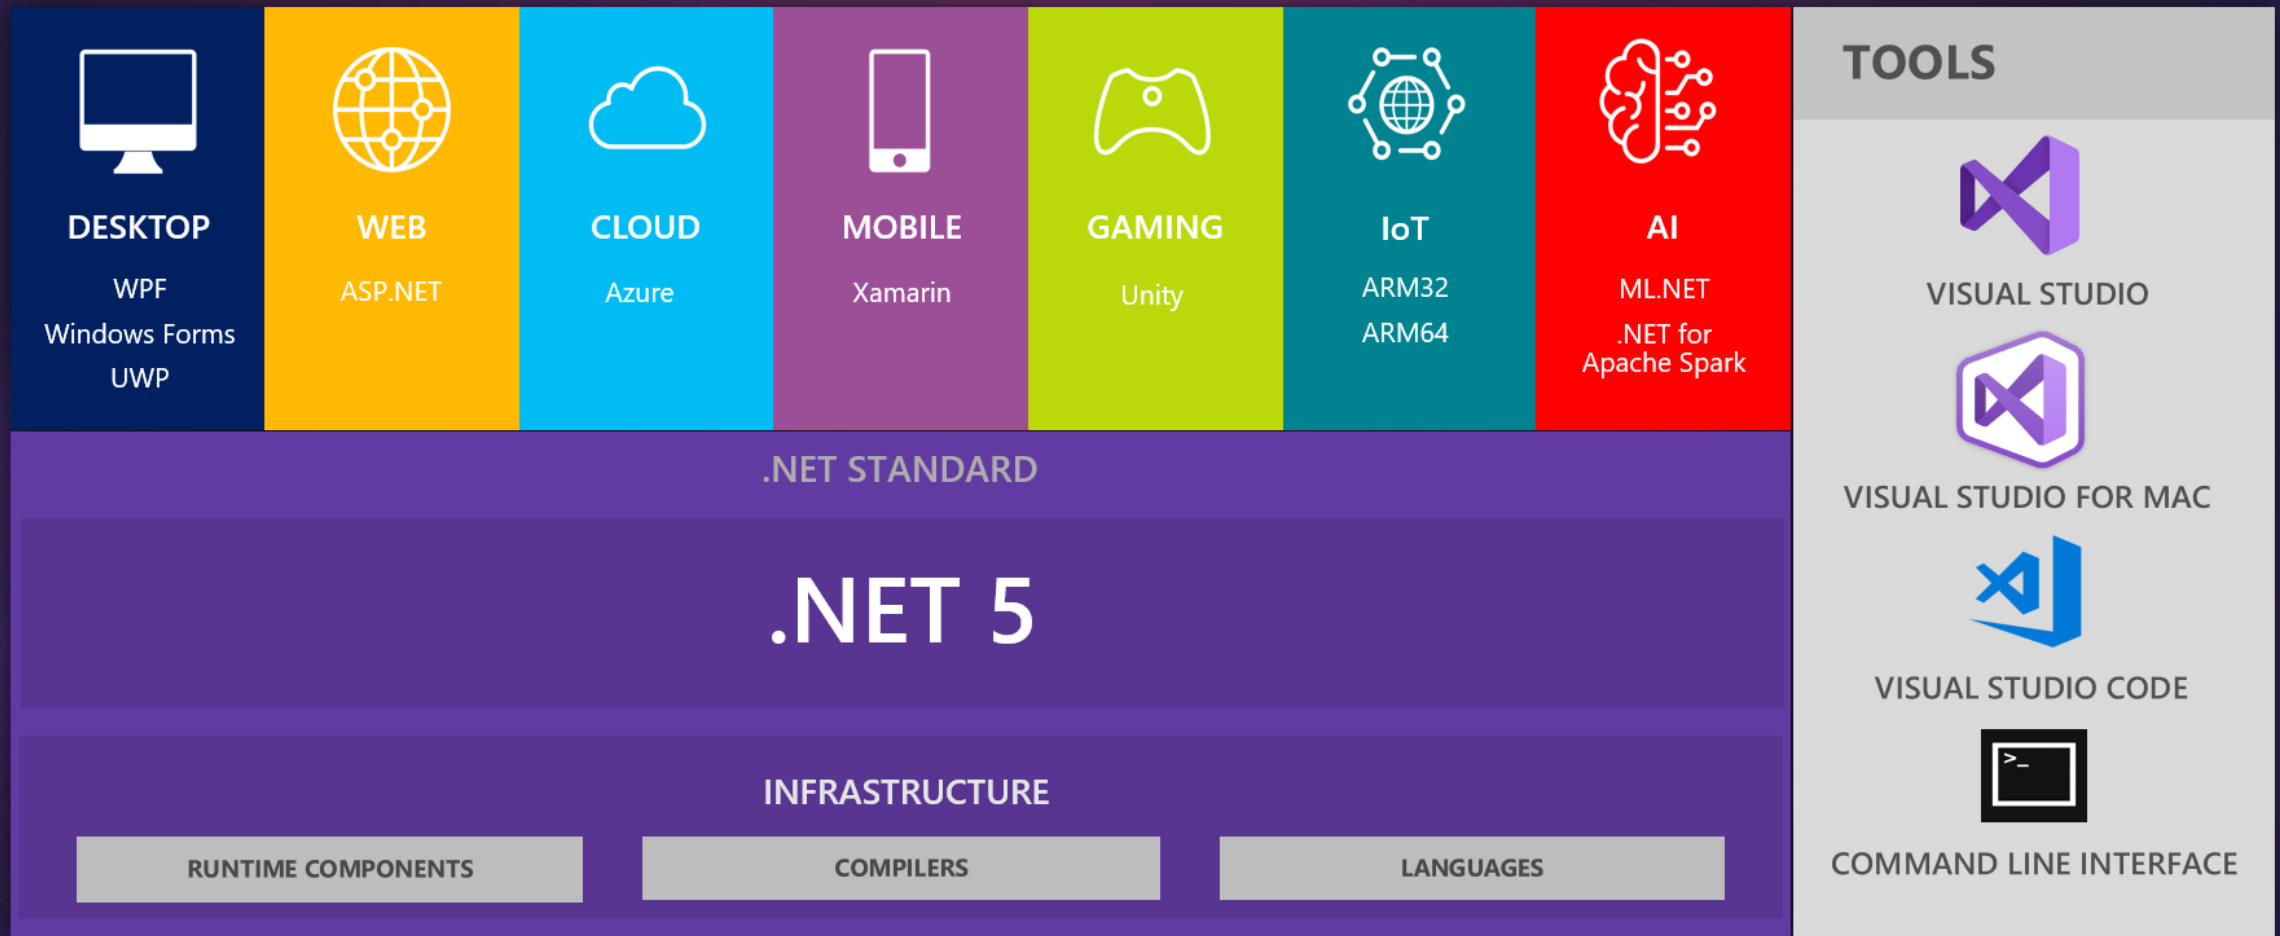 DESKTOP
WPF
Windows Forms
UWP
WEB
ASP.NET
CLOUD
Azure
MOBILE
Xamarin
GAMING
Unity
IoT
ARM32
ARM64
AI
ML.NET
.NET for
Apache Spark
.NET STANDARD
.NET 5
INFRASTRUCTURE
RUNTIME COMPONENTS
COMPILERS
LANGUAGES
TOOLS
VISUAL STUDIO
VISUAL STUDIO FOR MAC
VISUAL STUDIO CODE
>_
COMMAND LINE INTERFACE